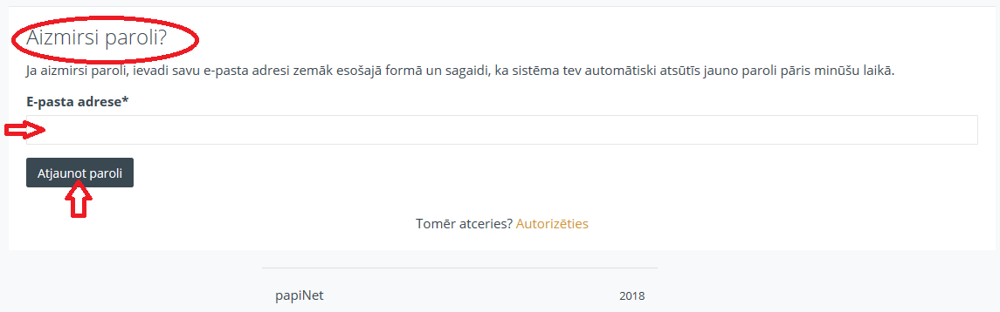 Aizmirsi paroli?
Ja aizmirsi paroli, ievadi savu e-pasta adresi zemāk esošajā formā un sagaidi, ka sistēma tev automātiski atsūtīs jauno paroli pāris minūšu laikā.
E-pasta adrese*
Atjaunot paroli
Tomēr atceries? Autorizēties
papiNet 2018